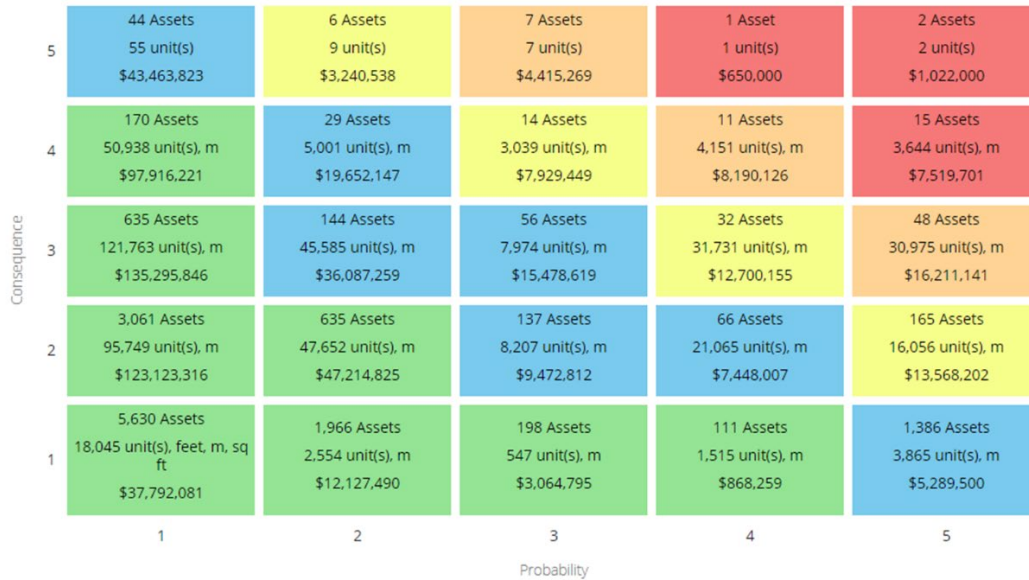 5
44 Assets
55 unit(s)
$43,463,823
6 Assets
9 unit(s)
$3,240,538
7 Assets
7 unit(s)
$4,415,269
1 Asset
1 unit(s)
$650,000
2 Assets
2 unit(s)
$1,022,000
4
170 Assets
50,938 unit(s), m
$97,916,221
29 Assets
5,001 unit(s), m
$19,652,147
14 Assets
3,039 unit(s), m
$7,929,449
11 Assets
4,151 unit(s), m
$8,190,126
15 Assets
3,644 unit(s), m
$7,519,701
Consequence
3
635 Assets
121,763 unit(s), m
$135,295,846
144 Assets
45,585 unit(s), m
$36,087,259
56 Assets
7,974 unit(s), m
$15,478,619
32 Assets
31,731 unit(s), m
$12,700,155
48 Assets
30,975 unit(s), m
$16,211,141
2
3,061 Assets
95,749 unit(s), m
$123,123,316
635 Assets
47,652 unit(s), m
$47,214,825
137 Assets
8,207 unit(s), m
$9,472,812
66 Assets
21,065 unit(s), m
$7,448,007
165 Assets
16,056 unit(s), m
$13,568,202
1
5,630 Assets
18,045 unit(s), feet, m, sq
ft
$37,792,081
1,966 Assets
2,554 unit(s), m
$12,127,490
198 Assets
547 unit(s), m
$3,064,795
111 Assets
1,515 unit(s), m
$868,259
1,386 Assets
3,865 unit(s), m
$5,289,500
1
2
3
4
5
Probability